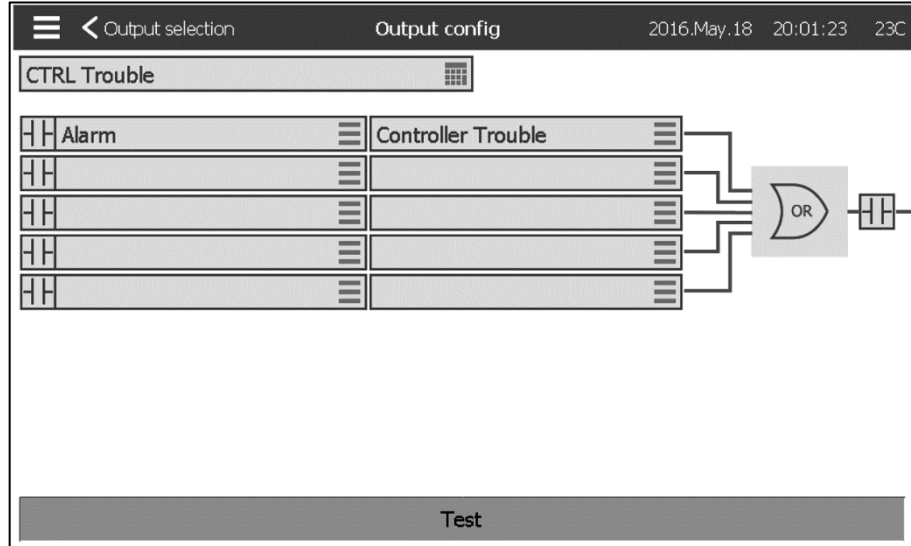 Output selection Output config 2016.May.18 20:01:23 23C
CTRL Trouble
Alarm Controller Trouble
OR
Test